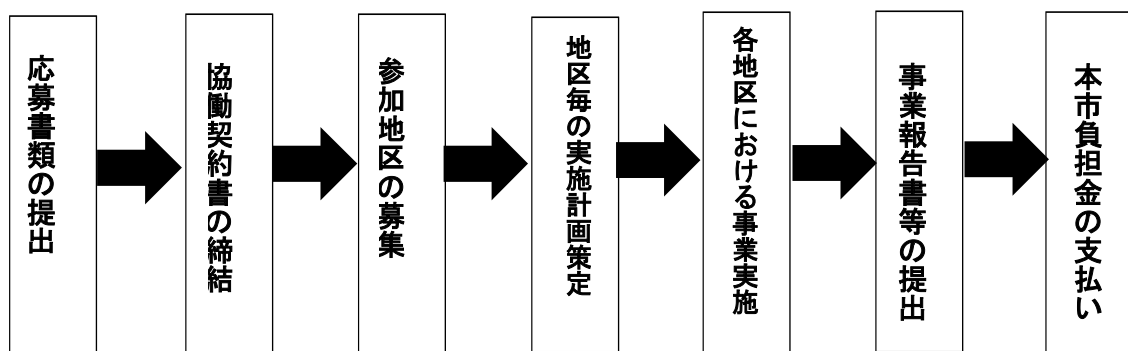 応募書類の提出
協働契約書の締結
参加地区の募集
地区毎の実施計画策定
各地区における事業実施
事業報告書等の提出
本市負担金の支払い